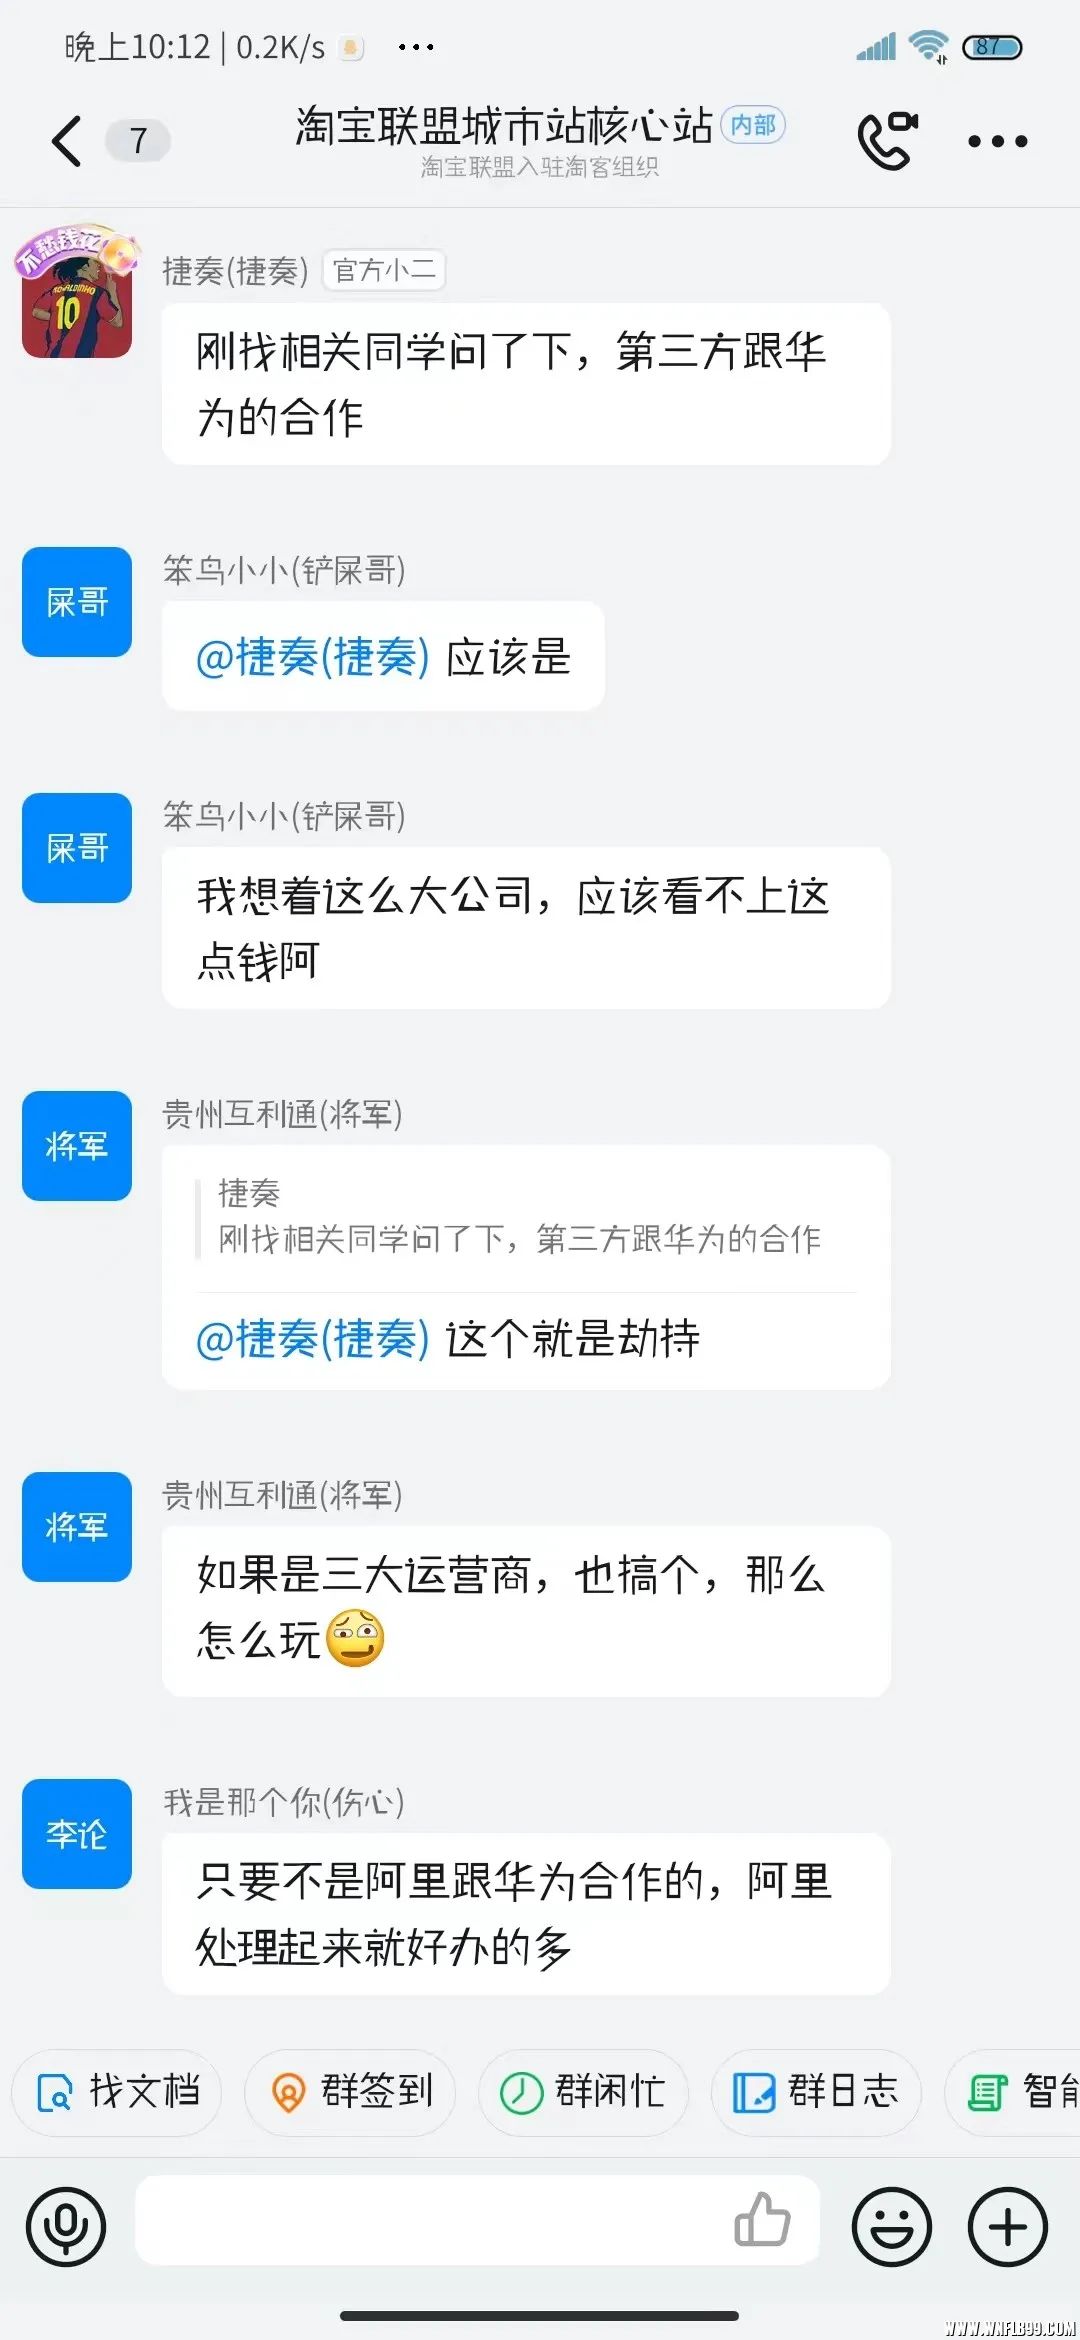 晚上10:12 | 0.2K/s ...
87
7
淘宝联盟城市站核心站 内部
淘宝联盟入驻淘客组织
不愁钱花
RONALDINHO
10
捷奏(捷奏) 官方小二
刚找相关同学问了下，第三方跟华
为的合作
屎哥
笨鸟小小(铲屎哥)
@捷奏(捷奏) 应该是
屎哥
笨鸟小小(铲屎哥)
我想着这么大公司，应该看不上这
点钱阿
将军
贵州互利通(将军)
捷奏
刚找相关同学问了下，第三方跟华为的合作
@捷奏(捷奏) 这个就是劫持
将军
贵州互利通(将军)
如果是三大运营商，也搞个，那么
怎么玩
李论
我是那个你(伤心)
只要不是阿里跟华为合作的，阿里
处理起来就好办的多
找文档 群签到 群闲忙 群日志 智能
WWW.WNFLB99.COM